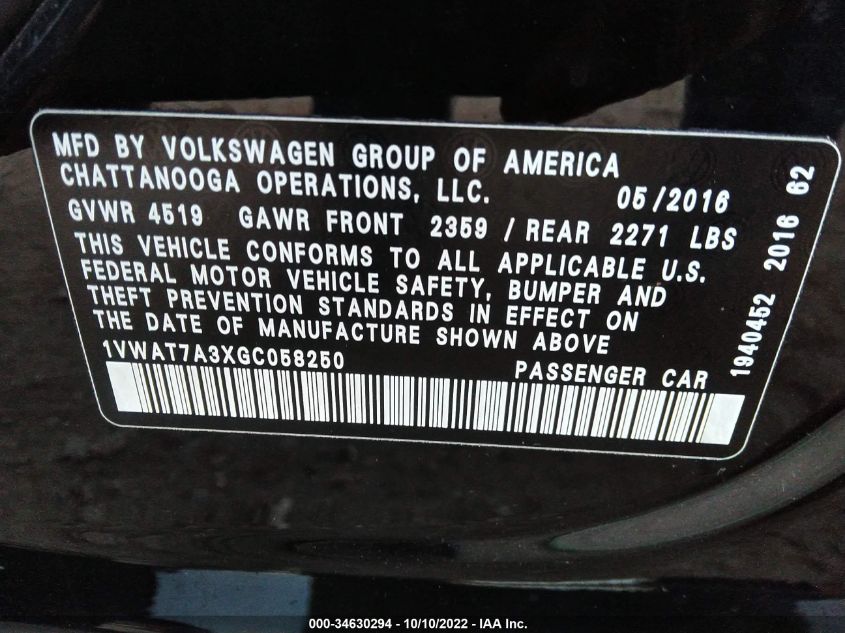 MFD BY VOLKSWAGEN GROUP OF AMERICA
CHATTANOOGA OPERATIONS, LLC. 05/2016
GVWR 4519 GAWR FRONT 2359 / REAR 2271 LBS
THIS VEHICLE CONFORMS TO ALL APPLICABLE U.S.
FEDERAL MOTOR VEHICLE SAFETY, BUMPER AND
THEFT PREVENTION STANDARDS IN EFFECT ON
THE DATE OF MANUFACTURE SHOWN ABOVE
1VWAT7A3XGC058250 PASSENGER CAR
1940452 2016 62
000-34630294 - 10/10/2022 - IAA Inc.